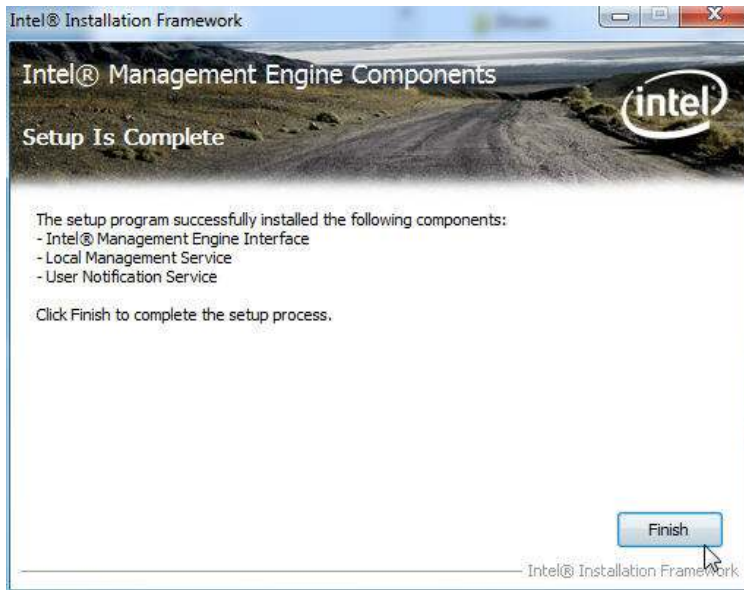 Intel® Installation Framework
Intel® Management Engine Components
intel
Setup Is Complete
The setup program successfully installed the following components:
- Intel® Management Engine Interface
- Local Management Service
- User Notification Service
Click Finish to complete the setup process.
Finish
Intel® Installation Framework